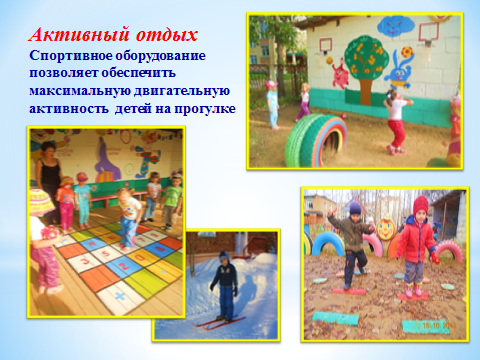 Активный отдых
Спортивное оборудование
позволяет обеспечить
максимальную двигательную
активность детей на прогулке